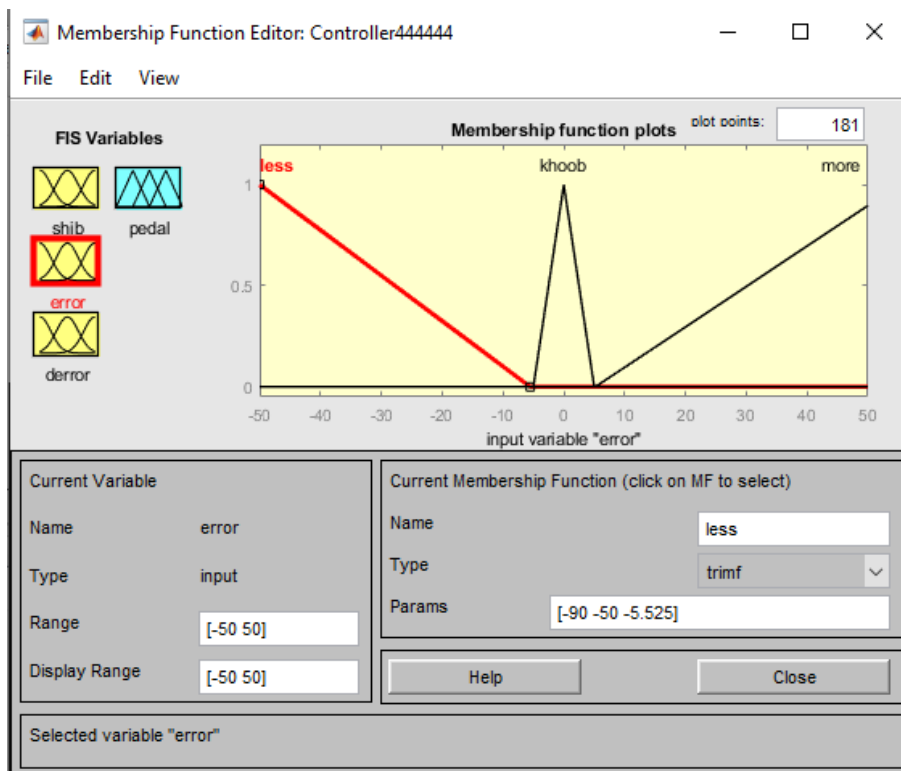 Membership Function Editor: Controller444444
File Edit View
FIS Variables
shib
pedal
error
derror
Membership function plots
plot points:
181
less
khoob
more
1
0.5
0
-50 -40 -30 -20 -10 0 10 20 30 40 50
input variable "error"
Current Variable
Name error
Type input
Range [-50 50]
Display Range [-50 50]
Current Membership Function (click on MF to select)
Name less
Type trimf
Params [-90 -50 -5.525]
Help
Close
Selected variable "error"